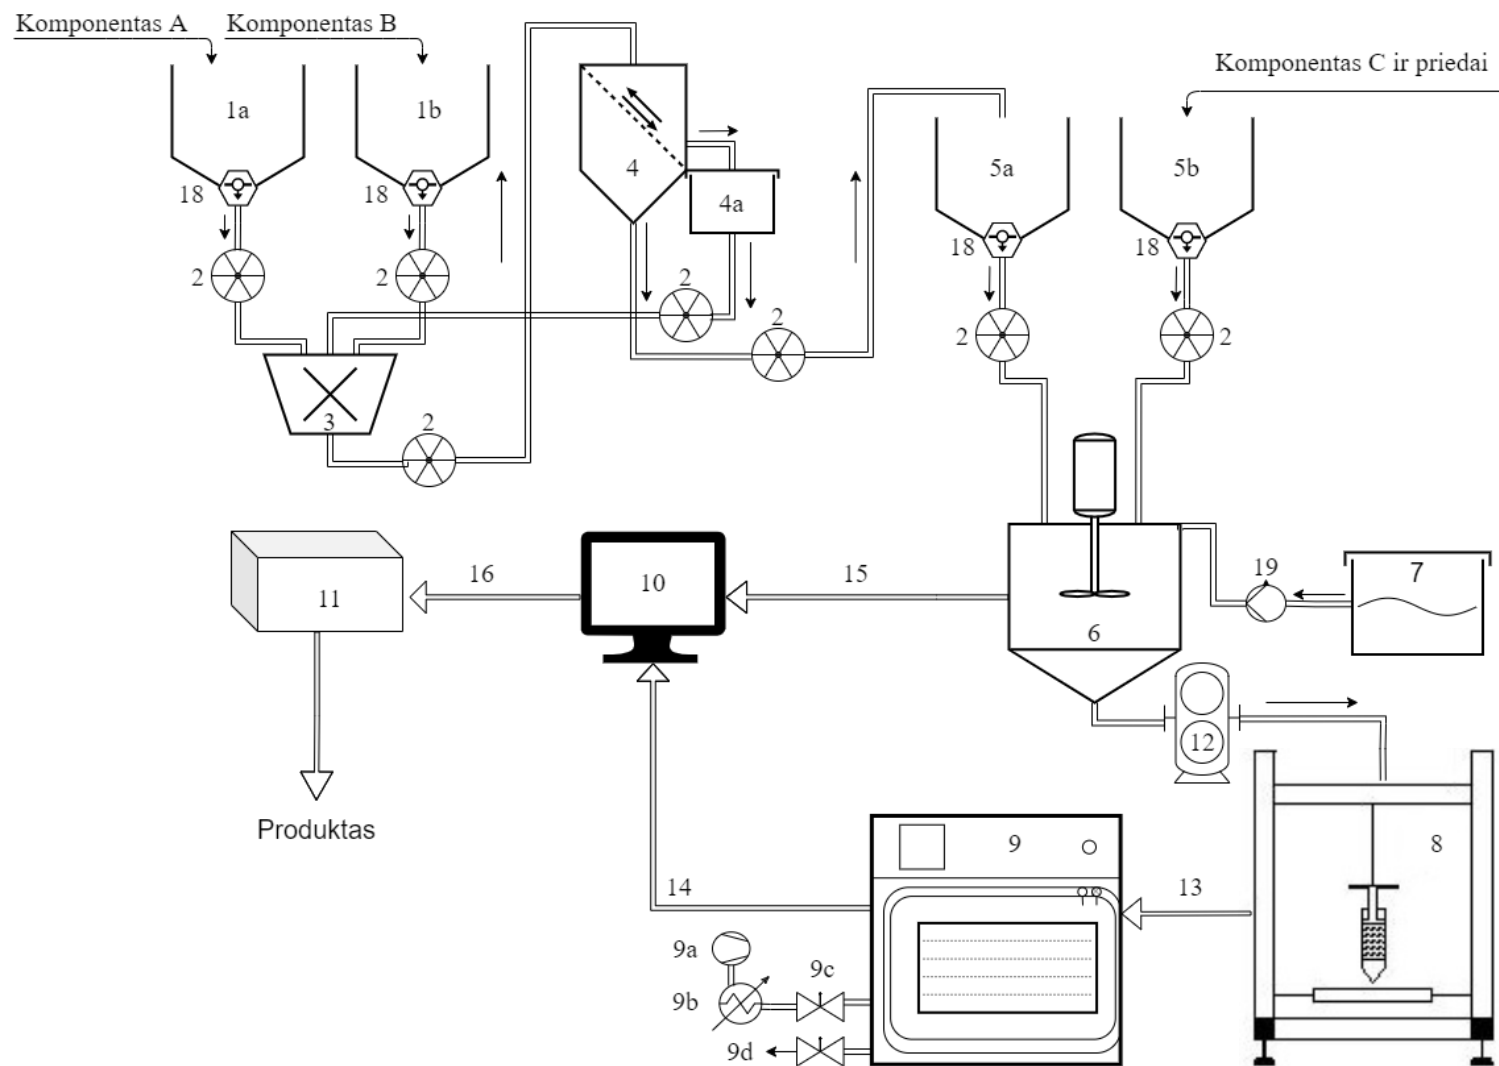 Komponentas A
Komponentas B
Komponentas C ir priedai
1a
1b
4
4a
5a
5b
18
18
18
18
2
2
2
2
2
2
3
2
6
7
19
10
11
15
16
12
8
9
13
14
9a
9b
9c
9d
Produktas